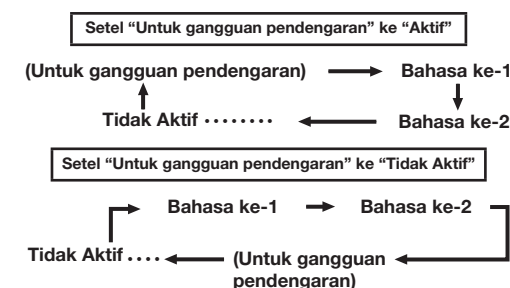 Setel “Untuk gangguan pendengaran” ke “Aktif”
(Untuk gangguan pendengaran) Bahasa ke-1
Tidak Aktif ........ Bahasa ke-2
Setel “Untuk gangguan pendengaran” ke “Tidak Aktif”
Bahasa ke-1 Bahasa ke-2
Tidak Aktif .... (Untuk gangguan
pendengaran)